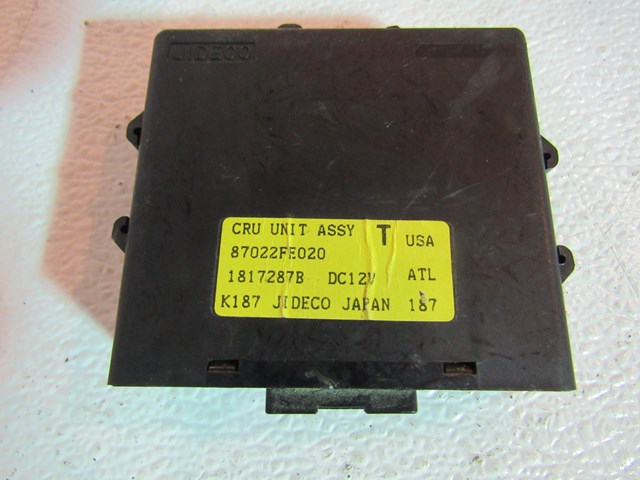 JIDECO
CRU UNIT ASSY T USA
87022FE020
1817287B DC12V ATL
K187 JIDECO JAPAN 187